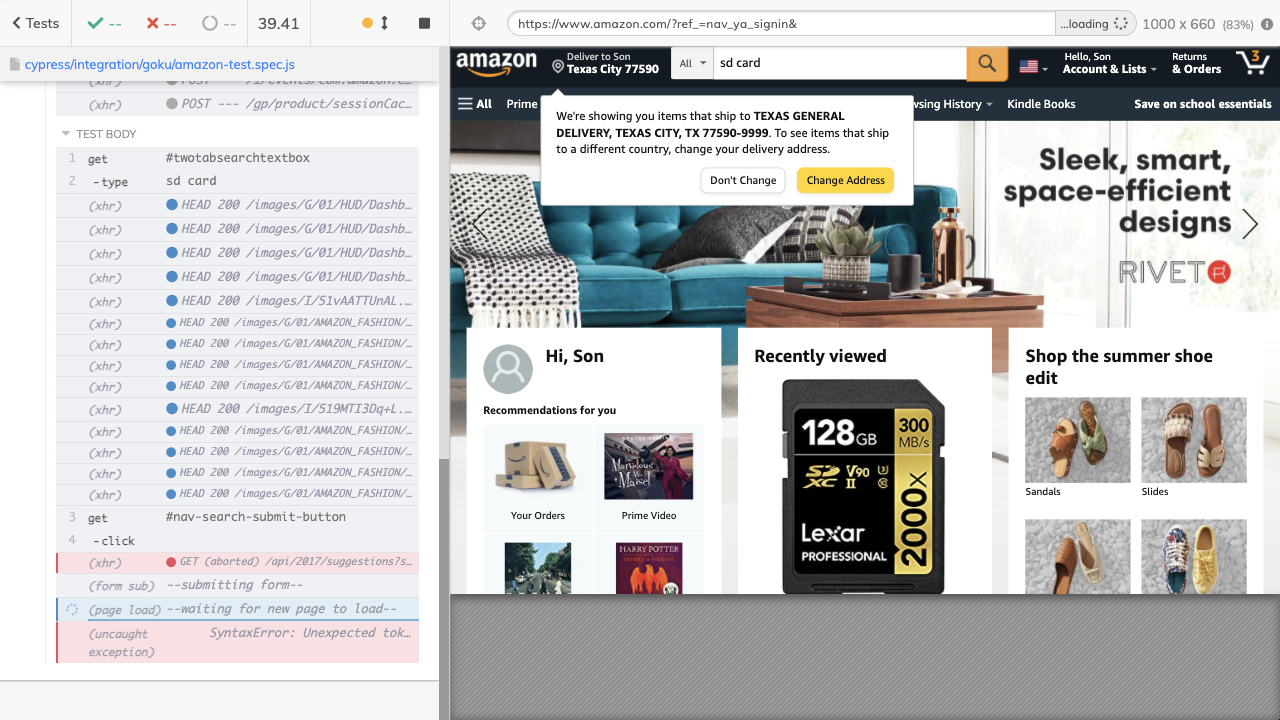 Tests
--
--
--
39.41
https://www.amazon.com/?ref_=nav_ya_signin&
...loading
1000 x 660 (83%)
cypress/integration/goku/amazon-test.spec.js
(xhr) POST --- /gp/product/sessionCac…
TEST BODY
1 get #twotabsearchtextbox
2 -type sd card
(xhr) HEAD 200 /images/G/01/HUD/Dashb…
(xhr) HEAD 200 /images/G/01/HUD/Dashb…
(xhr) HEAD 200 /images/G/01/HUD/Dashb…
(xhr) HEAD 200 /images/G/01/HUD/Dashb…
(xhr) HEAD 200 /images/I/51vAATTUnAL.…
(xhr) HEAD 200 /images/G/01/AMAZON_FASHION/…
(xhr) HEAD 200 /images/G/01/AMAZON_FASHION/…
(xhr) HEAD 200 /images/G/01/AMAZON_FASHION/…
(xhr) HEAD 200 /images/G/01/AMAZON_FASHION/…
(xhr) HEAD 200 /images/I/519MTI3Dq+L.…
(xhr) HEAD 200 /images/G/01/AMAZON_FASHION/…
(xhr) HEAD 200 /images/G/01/AMAZON_FASHION/…
(xhr) HEAD 200 /images/G/01/AMAZON_FASHION/…
(xhr) HEAD 200 /images/G/01/AMAZON_FASHION/…
3 get #nav-search-submit-button
4 -click
(xhr) GET (aborted) /api/2017/suggestions?s…
(form sub) --submitting form--
(page load) --waiting for new page to load--
(uncaught exception) SyntaxError: Unexpected tok…
amazon
Deliver to Son
Texas City 77590
All
sd card
Hello, Son
Account & Lists
Returns
& Orders
3
All
Prime
wsing History
Kindle Books
Save on school essentials
We're showing you items that ship to TEXAS GENERAL
DELIVERY, TEXAS CITY, TX 77590-9999. To see items that ship
to a different country, change your delivery address.
Don't Change
Change Address
Sleek, smart,
space-efficient
designs
RIVET R
Hi, Son
Recommendations for you
Your Orders
MARVELOUS MRS. MAISEL
Prime Video
HARRY POTTER
Recently viewed
128GB
300
MB/s
SD XC V90 II U3
Lexar
PROFESSIONAL
2000x
Shop the summer shoe
edit
Sandals
Slides